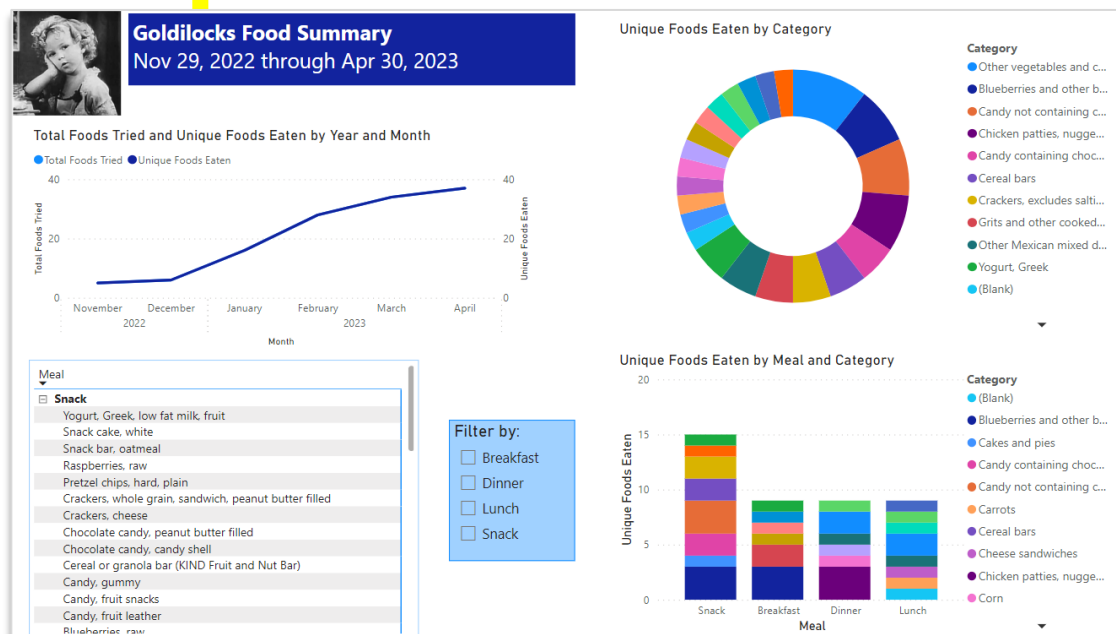 Goldilocks Food Summary
Nov 29, 2022 through Apr 30, 2023
Total Foods Tried and Unique Foods Eaten by Year and Month
Total Foods Tried Unique Foods Eaten
Total Foods Tried
40
20
0
40
20
0
Unique Foods Eaten
November December January February March April
2022 2023
Month
Meal
Snack
Yogurt, Greek, low fat milk, fruit
Snack cake, white
Snack bar, oatmeal
Raspberries, raw
Pretzel chips, hard, plain
Crackers, whole grain, sandwich, peanut butter filled
Crackers, cheese
Chocolate candy, peanut butter filled
Chocolate candy, candy shell
Cereal or granola bar (KIND Fruit and Nut Bar)
Candy, gummy
Candy, fruit snacks
Candy, fruit leather
Blueberries, raw
Filter by:
Breakfast
Dinner
Lunch
Snack
Unique Foods Eaten by Category
Category
Other vegetables and c...
Blueberries and other b...
Candy not containing c...
Chicken patties, nugge...
Candy containing choc...
Cereal bars
Crackers, excludes salti...
Grits and other cooked...
Other Mexican mixed d...
Yogurt, Greek
(Blank)
Unique Foods Eaten by Meal and Category
Unique Foods Eaten
20
15
10
5
0
Snack Breakfast Dinner Lunch
Meal
Category
(Blank)
Blueberries and other b...
Cakes and pies
Candy containing choc...
Candy not containing c...
Carrots
Cereal bars
Cheese sandwiches
Chicken patties, nugge...
Corn